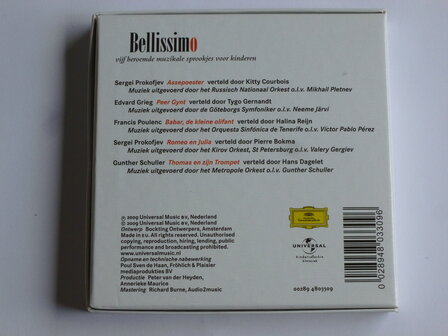 Bellissimo
vijf beroemde muzikale sprookjes voor kinderen
Sergei Prokofjev Assepoester verteld door Kitty Courbois
Muziek uitgevoerd door het Russisch Nationaal Orkest o.l.v. Mikhail Pletnev
Edvard Grieg Peer Gynt verteld door Tygo Gernandt
Muziek uitgevoerd door de Göteborgs Symfoniker o.l.v. Neeme Järvi
Francis Poulenc Babar, de kleine olifant verteld door Halina Reijn
Muziek uitgevoerd door het Orquesta Sinfónica de Tenerife o.l.v. Victor Pablo Pérez
Sergei Prokofjev Romeo en Julia verteld door Pierre Bokma
Muziek uitgevoerd door het Kirov Orkest, St Petersburg o.l.v. Valery Gergiev
Gunther Schuller Thomas en zijn Trompet verteld door Hans Dagelet
Muziek uitgevoerd door het Metropole Orkest o.l.v. Gunther Schuller
℗ 2009 Universal Music BV, Nederland
© 2009 Universal Music BV, Nederland
Ontwerp Bockting Ontwerpers, Amsterdam
Made in E.U. All rights reserved. Unauthorised
copying, reproduction, hiring, lending, public
performance and broadcasting prohibited.
www.universalmusic.nl
Opname en technische nabewerking
Poul Sven de Haan, Fröhlich & Plaisier
mediaprodukties BV
Productie Peter van der Heyden,
Annerieke Maurice
Mastering Richard Burne, Audio2music
UNIVERSAL
00289 4803309
0 028948 033096